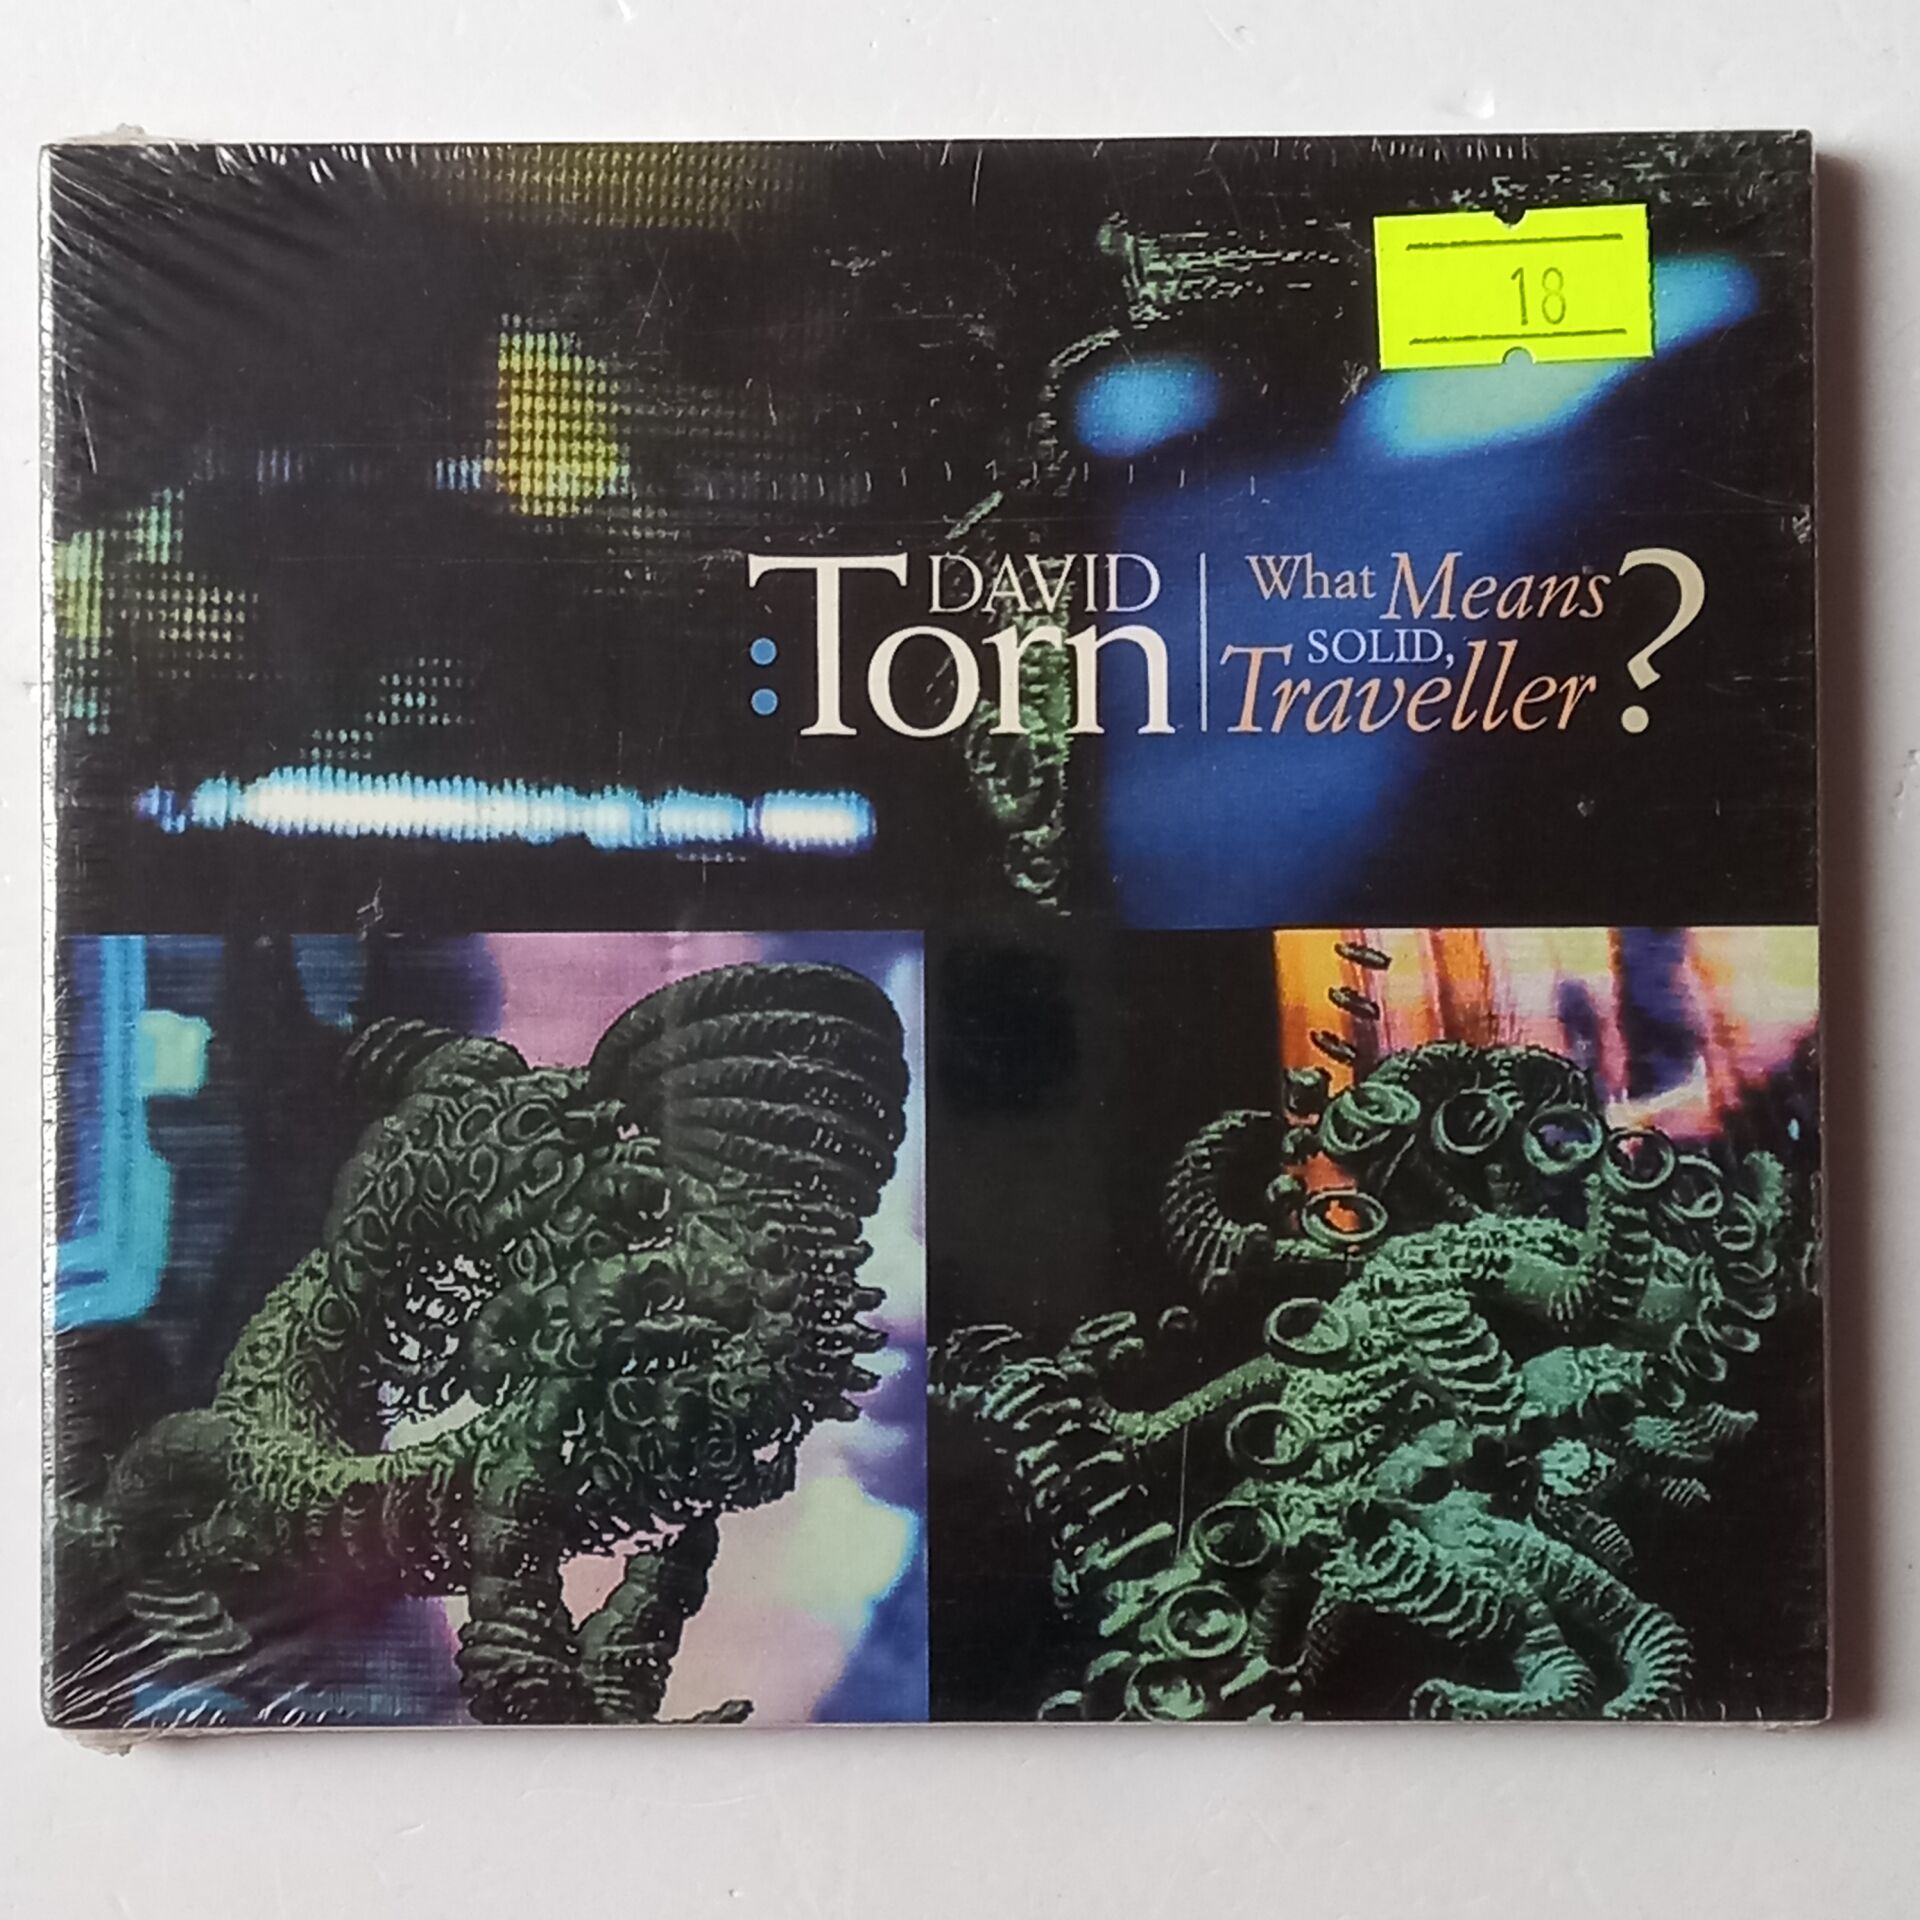 18
DAVID
:Torn
What Means
SOLID,
Traveller?